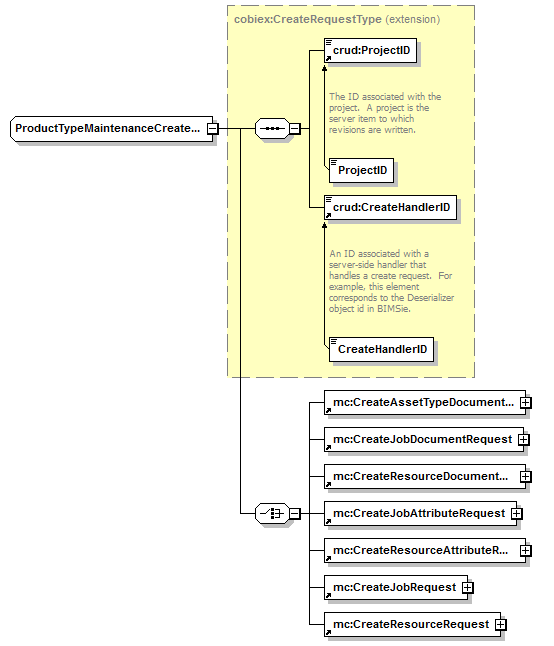 cobiex:CreateRequestType (extension)
crud:ProjectID
The ID associated with the
project. A project is the
server item to which
revisions are written.
ProductTypeMaintenanceCreate...
ProjectID
crud:CreateHandlerID
An ID associated with a
server-side handler that
handles a create request. For
example, this element
corresponds to the Deserializer
object id in BIMSie.
CreateHandlerID
mc:CreateAssetTypeDocument...
mc:CreateJobDocumentRequest
mc:CreateResourceDocument...
mc:CreateJobAttributeRequest
mc:CreateResourceAttributeR...
mc:CreateJobRequest
mc:CreateResourceRequest